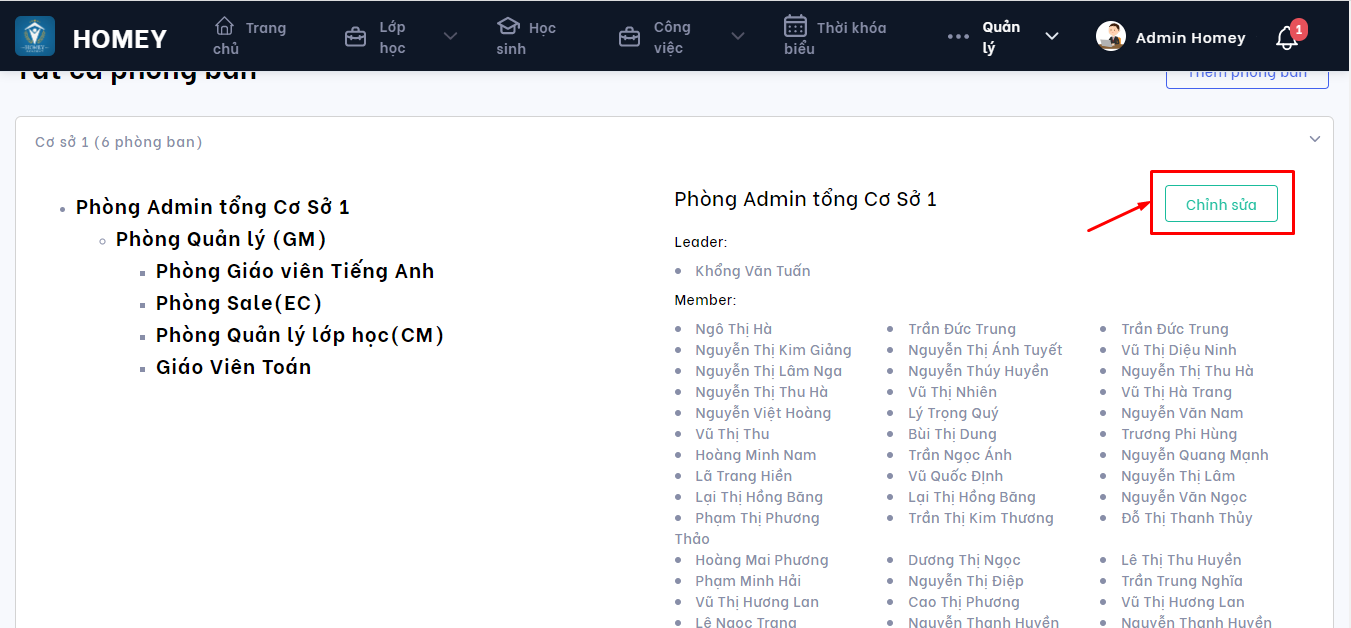 HOMEY
Trang chủ
Lớp học
Học sinh
Công việc
Thời khóa biểu
Quản lý
Admin Homey
1
Tất cả phòng ban
Thêm phòng ban
Cơ sở 1 (6 phòng ban)
Phòng Admin tổng Cơ Sở 1
Phòng Quản lý (GM)
Phòng Giáo viên Tiếng Anh
Phòng Sale(EC)
Phòng Quản lý lớp học(CM)
Giáo Viên Toán
Phòng Admin tổng Cơ Sở 1
Chỉnh sửa
Leader:
Khổng Văn Tuấn
Member:
Ngô Thị Hà
Trần Đức Trung
Trần Đức Trung
Nguyễn Thị Kim Giảng
Nguyễn Thị Ánh Tuyết
Vũ Thị Diệu Ninh
Nguyễn Thị Lâm Nga
Nguyễn Thúy Huyền
Nguyễn Thị Thu Hà
Nguyễn Thị Thu Hà
Vũ Thị Nhiên
Vũ Thị Hà Trang
Nguyễn Việt Hoàng
Lý Trọng Quý
Nguyễn Văn Nam
Vũ Thị Thu
Bùi Thị Dung
Trương Phi Hùng
Hoàng Minh Nam
Trần Ngọc Ánh
Nguyễn Quang Mạnh
Lã Trang Hiền
Vũ Quốc Định
Nguyễn Thị Lâm
Lại Thị Hồng Băng
Lại Thị Hồng Băng
Nguyễn Văn Ngọc
Phạm Thị Phương
Thảo
Trần Thị Kim Thương
Đỗ Thị Thanh Thủy
Hoàng Mai Phương
Dương Thị Ngọc
Lê Thị Thu Huyền
Phạm Minh Hải
Nguyễn Thị Điệp
Trần Trung Nghĩa
Vũ Thị Hương Lan
Cao Thị Phương
Vũ Thị Hương Lan
Lê Ngọc Trang
Nguyễn Thanh Huyền
Nguyễn Thanh Huyền